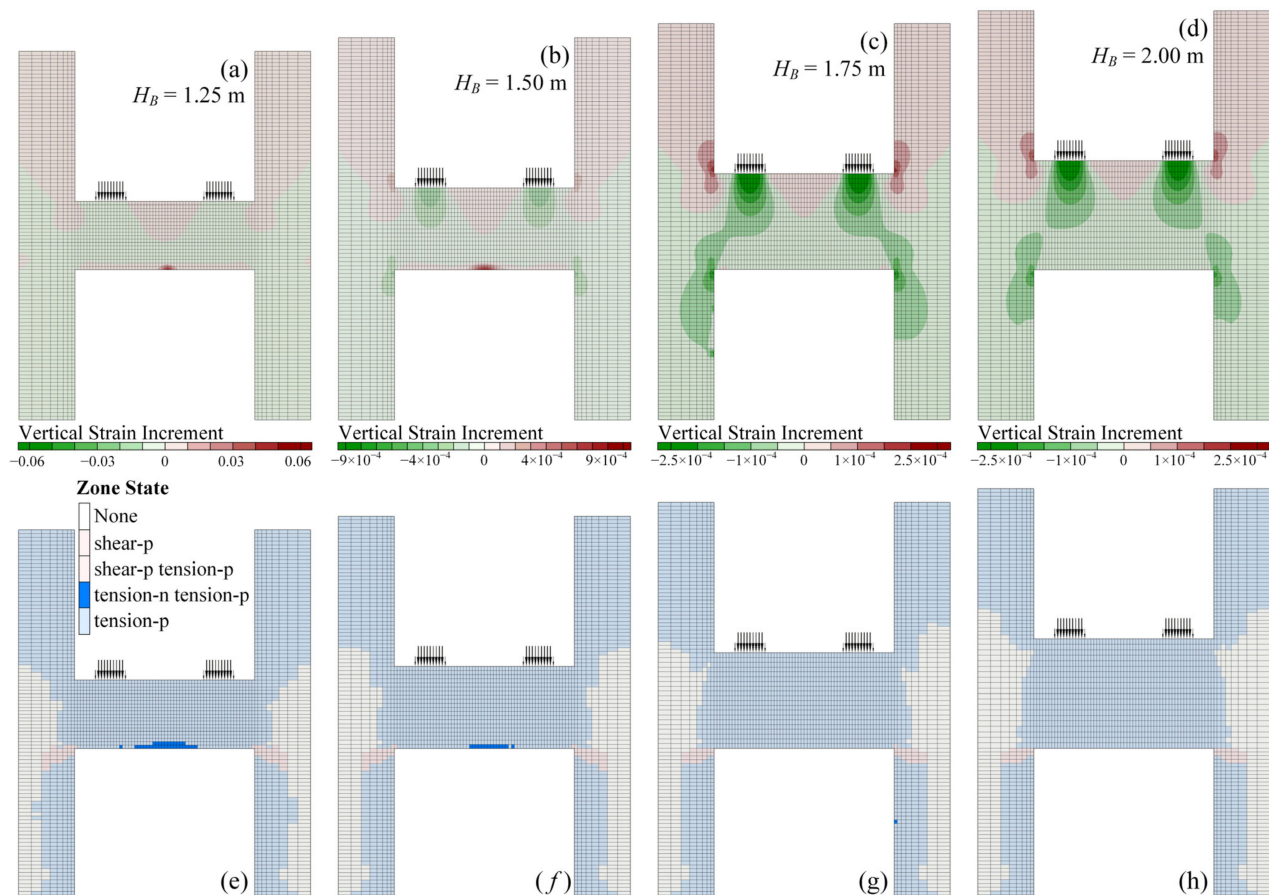 (a)
H_B = 1.25 m
(b)
H_B = 1.50 m
(c)
H_B = 1.75 m
(d)
H_B = 2.00 m
Vertical Strain Increment
−0.06 −0.03 0 0.03 0.06
Vertical Strain Increment
−9×10⁻⁴ −4×10⁻⁴ 0 4×10⁻⁴ 9×10⁻⁴
Vertical Strain Increment
−2.5×10⁻⁴ −1×10⁻⁴ 0 1×10⁻⁴ 2.5×10⁻⁴
Vertical Strain Increment
−2.5×10⁻⁴ −1×10⁻⁴ 0 1×10⁻⁴ 2.5×10⁻⁴
Zone State
None
shear-p
shear-p tension-p
tension-n tension-p
tension-p
(e)
(f)
(g)
(h)